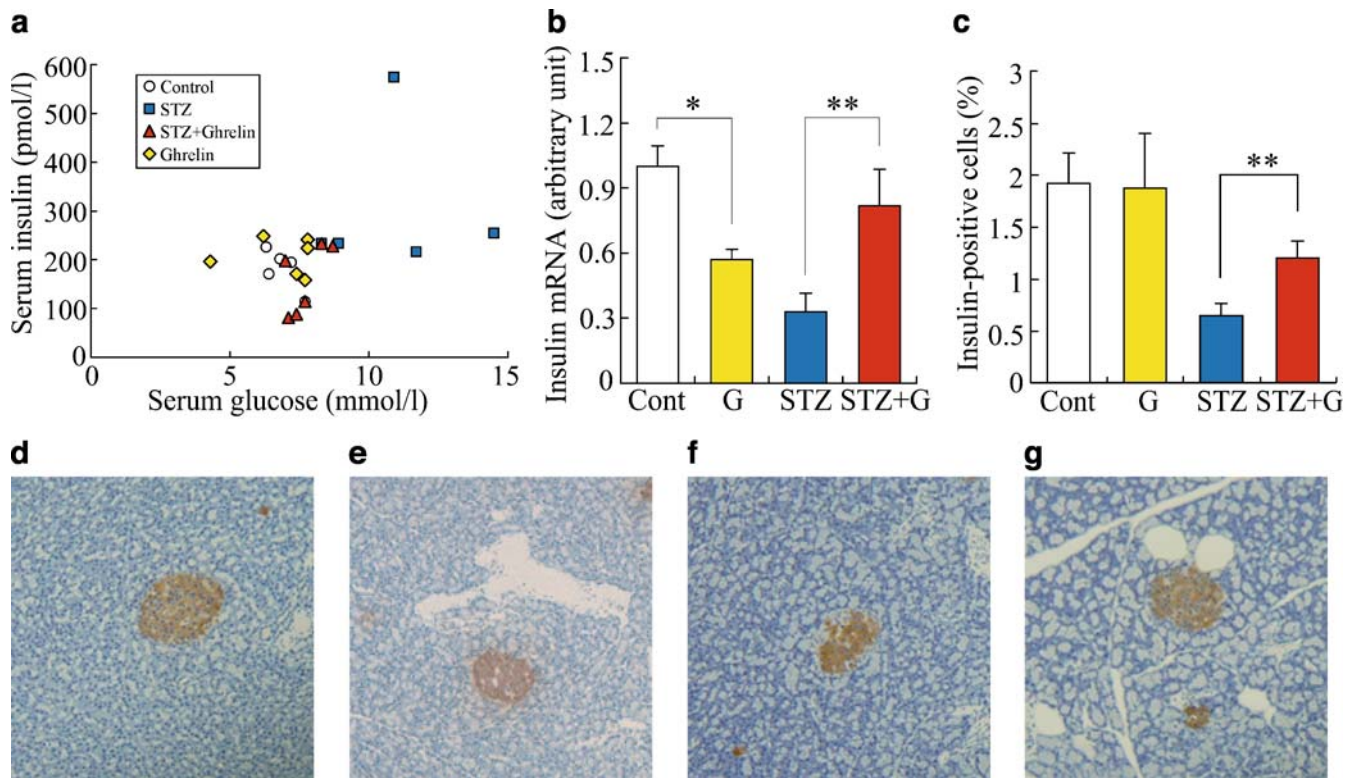 a
Serum insulin (pmol/l)
600
500
400
300
200
100
0
0
5
10
15
Serum glucose (mmol/l)
Control
STZ
STZ+Ghrelin
Ghrelin
b
Insulin mRNA (arbitrary unit)
1.5
1.2
0.9
0.6
0.3
0
*
**
Cont G STZ STZ+G
c
Insulin-positive cells (%)
3
2.5
2
1.5
1
0.5
0
**
Cont G STZ STZ+G
d
e
f
g